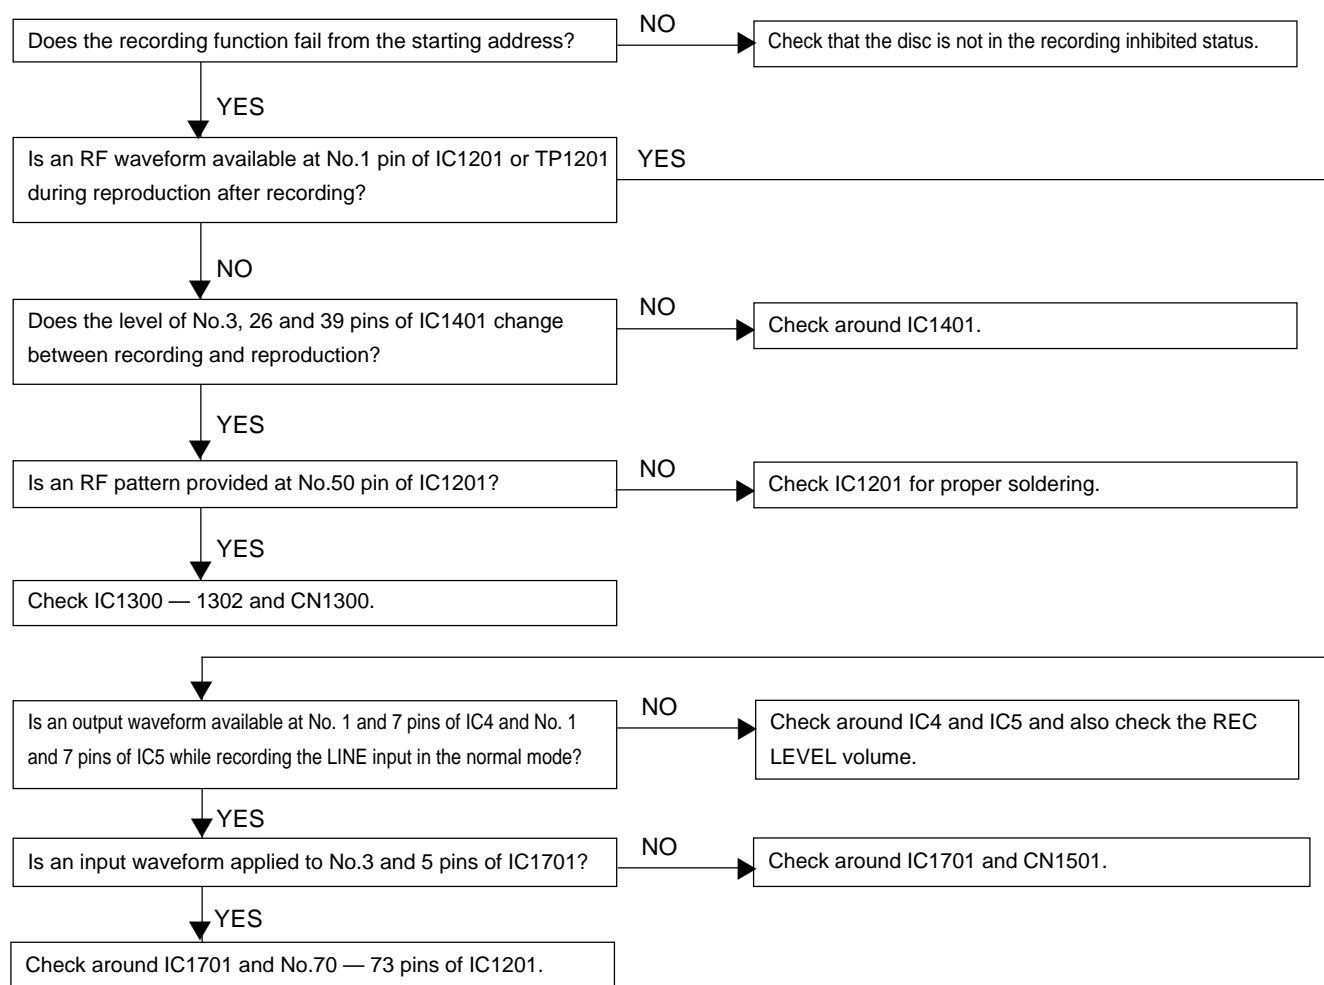 Does the recording function fail from the starting address?
NO
Check that the disc is not in the recording inhibited status.
YES
Is an RF waveform available at No.1 pin of IC1201 or TP1201
during reproduction after recording?
YES
NO
Does the level of No.3, 26 and 39 pins of IC1401 change
between recording and reproduction?
NO
Check around IC1401.
YES
Is an RF pattern provided at No.50 pin of IC1201?
NO
Check IC1201 for proper soldering.
YES
Check IC1300 — 1302 and CN1300.
Is an output waveform available at No. 1 and 7 pins of IC4 and No. 1
and 7 pins of IC5 while recording the LINE input in the normal mode?
NO
Check around IC4 and IC5 and also check the REC
LEVEL volume.
YES
Is an input waveform applied to No.3 and 5 pins of IC1701?
NO
Check around IC1701 and CN1501.
YES
Check around IC1701 and No.70 — 73 pins of IC1201.